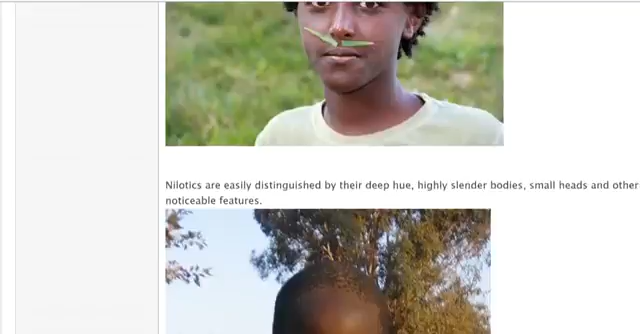 Nilotics are easily distinguished by their deep hue, highly slender bodies, small heads and other
noticeable features.